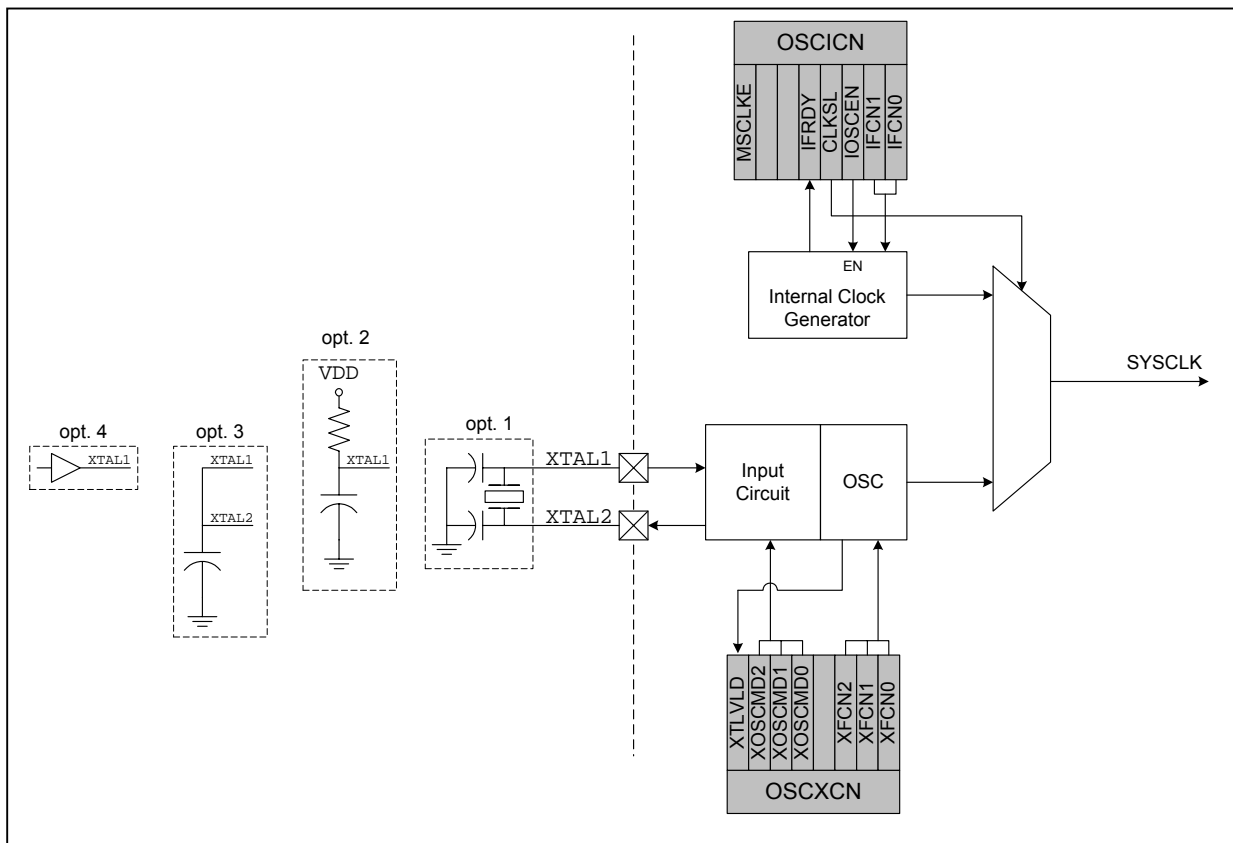 OSCICN
MSCLKE
IFRDY
CLKSL
IOSCEN
IFCN1
IFCN0
EN
Internal Clock
Generator
SYSCLK
opt. 4
XTAL1
opt. 3
XTAL1
XTAL2
opt. 2
VDD
XTAL1
opt. 1
XTAL1
XTAL2
Input
Circuit
OSC
XTLVLD
XOSCMD2
XOSCMD1
XOSCMD0
XFCN2
XFCN1
XFCN0
OSCXCN